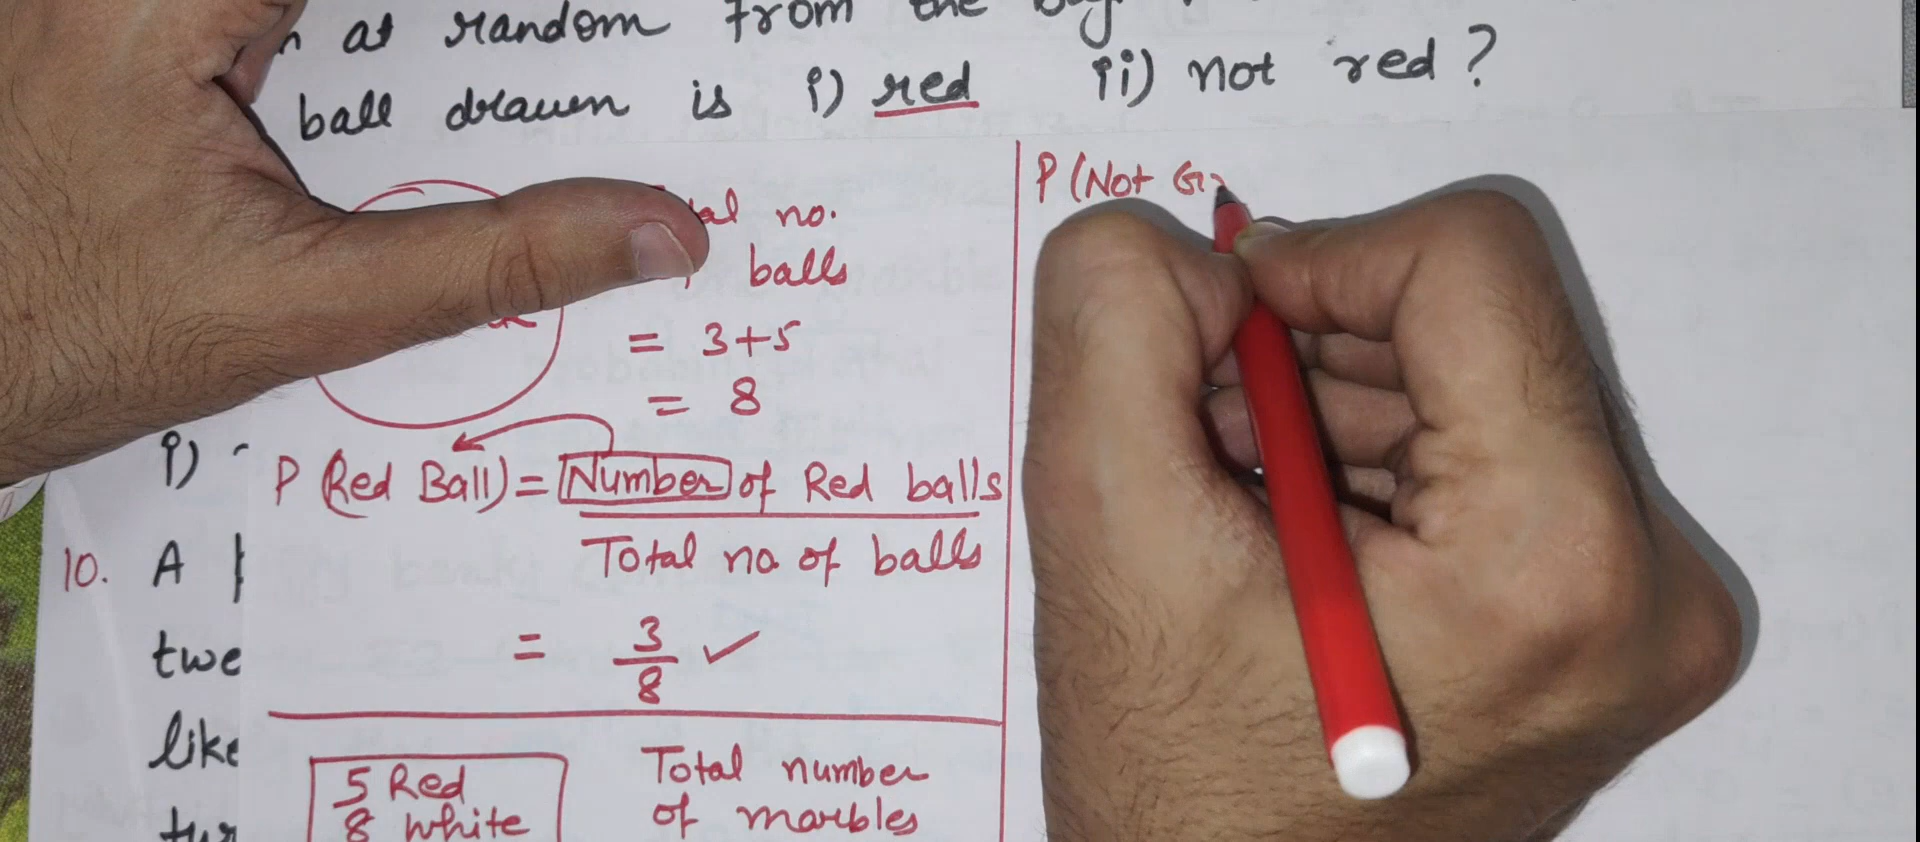 at random from the
ball drawn is i) red ii) not red ?
no.
balls
= 3+5
= 8
i)
P (Red Ball) = Number of Red balls
Total no. of balls
= 3
8 ✓
10. A
like
5 Red
8 White
Total number
of marbles
P (Not